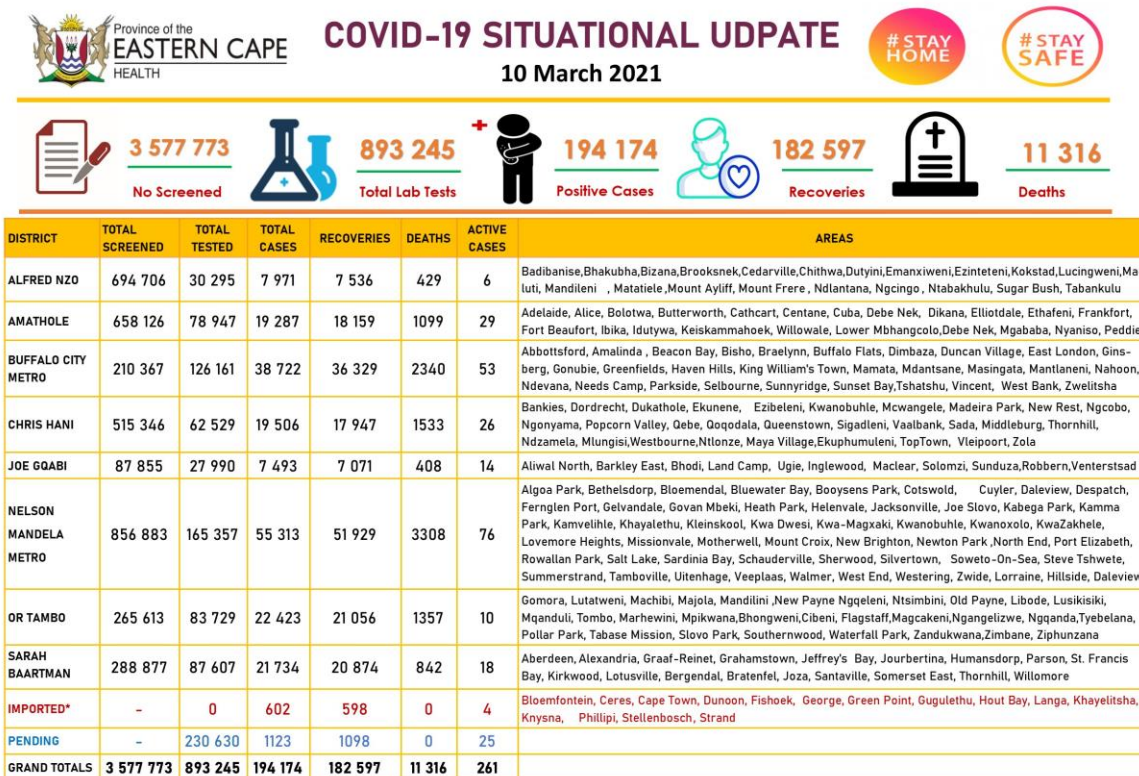 Province of the
EASTERN CAPE
HEALTH
COVID-19 SITUATIONAL UDPATE
10 March 2021
# STAY
HOME
# STAY
SAFE
3 577 773
No Screened
893 245
Total Lab Tests
194 174
Positive Cases
182 597
Recoveries
11 316
Deaths
DISTRICT TOTAL SCREENED TOTAL TESTED TOTAL CASES RECOVERIES DEATHS ACTIVE CASES AREAS
ALFRED NZO 694 706 30 295 7 971 7 536 429 6
Badibanise,Bhakubha,Bizana,Brooksnek,Cedarville,Chithwa,Dutyini,Emanxiweni,Ezinteteni,Kokstad,Lucingweni,Ma
luti, Mandileni , Matatiele,Mount Ayliff, Mount Frere , Ndlantana, Ngcingo, Ntabakhulu, Sugar Bush, Tabankulu
AMATHOLE 658 126 78 947 19 287 18 159 1099 29
Adelaide, Alice, Bolotwa, Butterworth, Cathcart, Centane, Cuba, Debe Nek, Dikana, Elliotdale, Ethafeni, Frankfort,
Fort Beaufort, Ibika, Idutywa, Keiskammahoek, Willowale, Lower Mbhangcolo,Debe Nek, Mgababa, Nyaniso, Peddie
BUFFALO CITY
METRO 210 367 126 161 38 722 36 329 2340 53
Abbottsford, Amalinda , Beacon Bay, Bisho, Braelynn, Buffalo Flats, Dimbaza, Duncan Village, East London, Gins-
berg, Gonubie, Greenfields, Haven Hills, King William's Town, Mamata, Mdantsane, Masingata, Mantlaneni, Nahoon,
Ndevana, Needs Camp, Parkside, Selbourne, Sunnyridge, Sunset Bay,Tshatshu, Vincent, West Bank, Zwelitsha
CHRIS HANI 515 346 62 529 19 506 17 947 1533 26
Bankies, Dordrecht, Dukathole, Ekunene, Ezibeleni, Kwanobuhle, Mcwangele, Madeira Park, New Rest, Ngcobo,
Ngonyama, Popcorn Valley, Qebe, Qoqodala, Queenstown, Sigadleni, Vaalbank, Sada, Middleburg, Thornhill,
Ndzamela, Mlungisi,Westbourne,Ntlonze, Maya Village,Ekuphumuleni, TopTown, Vleipoort, Zola
JOE GQABI 87 855 27 990 7 493 7 071 408 14
Aliwal North, Barkley East, Bhodi, Land Camp, Ugie, Inglewood, Maclear, Solomzi, Sunduza,Robbern,Venterstsad
NELSON
MANDELA
METRO 856 883 165 357 55 313 51 929 3308 76
Algoa Park, Bethelsdorp, Bloemendal, Bluewater Bay, Booysens Park, Cotswold, Cuyler, Daleview, Despatch,
Fernglen Port, Gelvandale, Govan Mbeki, Heath Park, Helenvale, Jacksonville, Joe Slovo, Kabega Park, Kamma
Park, Kamvelihle, Khayalethu, Kleinskool, Kwa Dwesi, Kwa-Magxaki, Kwanobuhle, Kwanoxolo, KwaZakhele,
Lovemore Heights, Missionvale, Motherwell, Mount Croix, New Brighton, Newton Park ,North End, Port Elizabeth,
Rowallan Park, Salt Lake, Sardinia Bay, Schauderville, Sherwood, Silvertown, Soweto-On-Sea, Steve Tshwete,
Summerstrand, Tamboville, Uitenhage, Veeplaas, Walmer, West End, Westering, Zwide, Lorraine, Hillside, Daleview
OR TAMBO 265 613 83 729 22 423 21 056 1357 10
Gomora, Lutatweni, Machibi, Majola, Mandilini ,New Payne Ngqeleni, Ntsimbini, Old Payne, Libode, Lusikisiki,
Mqanduli, Tombo, Marhewini, Mpikwana,Bhongweni,Cibeni, Flagstaff,Magcakeni,Ngangelizwe, Ngqanda,Tyebelana,
Pollar Park, Tabase Mission, Slovo Park, Southernwood, Waterfall Park, Zandukwana,Zimbane, Ziphunzana
SARAH
BAARTMAN 288 877 87 607 21 734 20 874 842 18
Aberdeen, Alexandria, Graaf-Reinet, Grahamstown, Jeffrey's Bay, Jourbertina, Humansdorp, Parson, St. Francis
Bay, Kirkwood, Lotusville, Bergendal, Bratenfel, Joza, Santaville, Somerset East, Thornhill, Willomore
IMPORTED* - 0 602 598 0 4
Bloemfontein, Ceres, Cape Town, Dunoon, Fishoek, George, Green Point, Gugulethu, Hout Bay, Langa, Khayelitsha,
Knysna, Phillipi, Stellenbosch, Strand
PENDING - 230 630 1123 1098 0 25
GRAND TOTALS 3 577 773 893 245 194 174 182 597 11 316 261